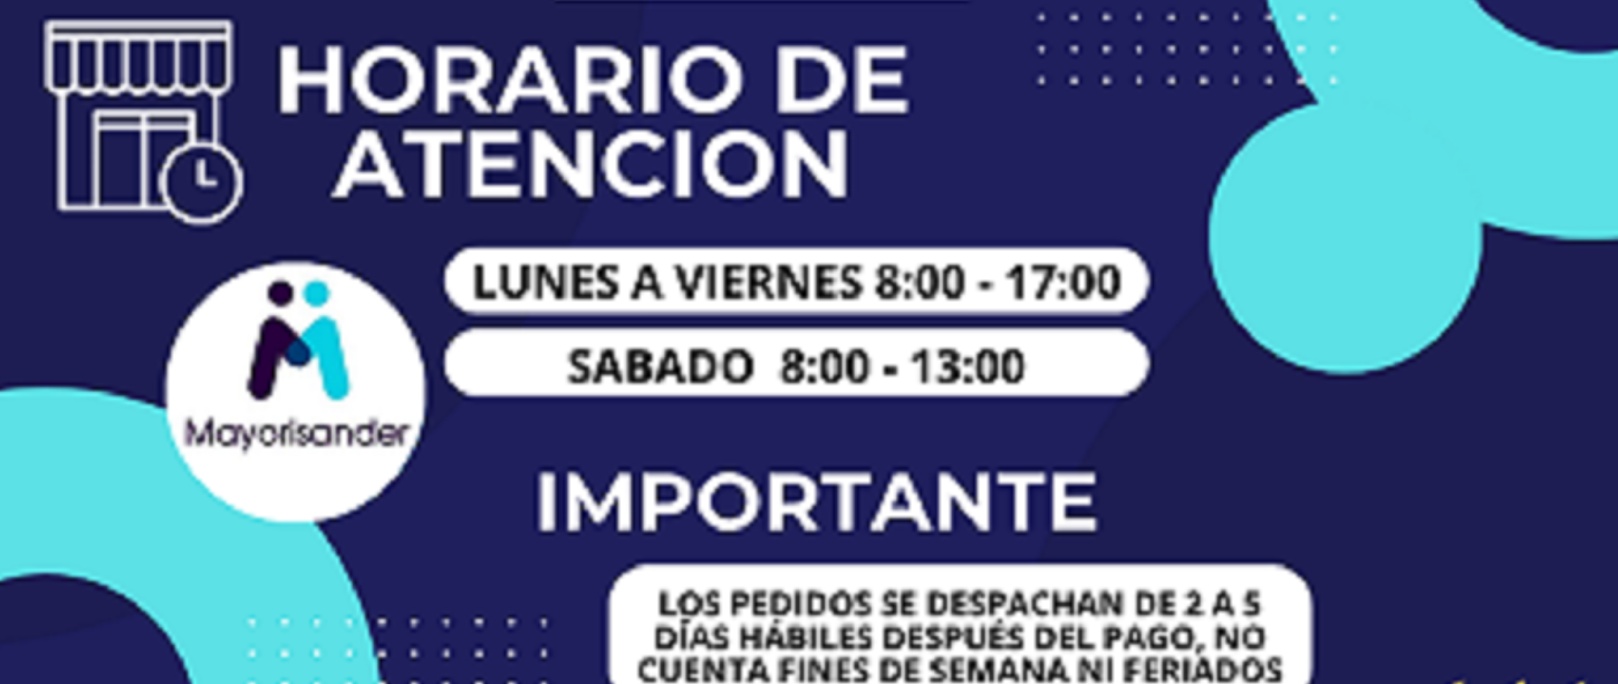 HORARIO DE
ATENCION
LUNES A VIERNES 8:00 - 17:00
SABADO 8:00 - 13:00
Mayorisander
IMPORTANTE
LOS PEDIDOS SE DESPACHAN DE 2 A 5
DÍAS HÁBILES DESPUÉS DEL PAGO, NO
CUENTA FINES DE SEMANA NI FERIADOS